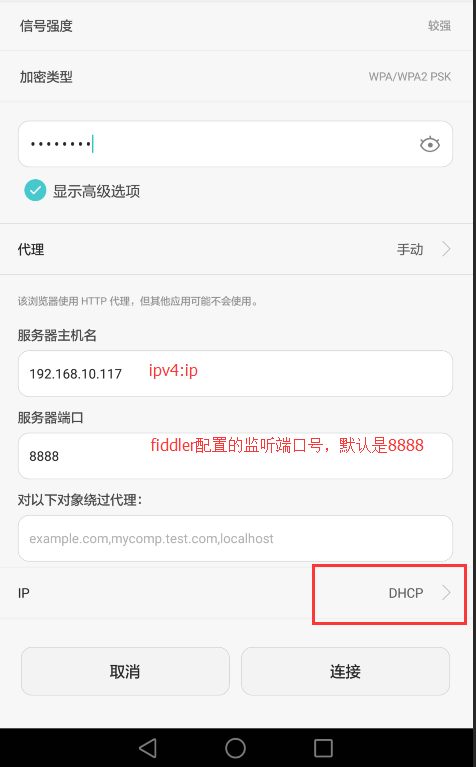 信号强度 较强
加密类型 WPA/WPA2 PSK
••••••••
显示高级选项
代理 手动
该浏览器使用 HTTP 代理，但其他应用可能不会使用。
服务器主机名
192.168.10.117 ipv4:ip
服务器端口
8888 fiddler配置的监听端口号，默认是8888
对以下对象绕过代理：
example.com,mycomp.test.com,localhost
IP DHCP
取消 连接